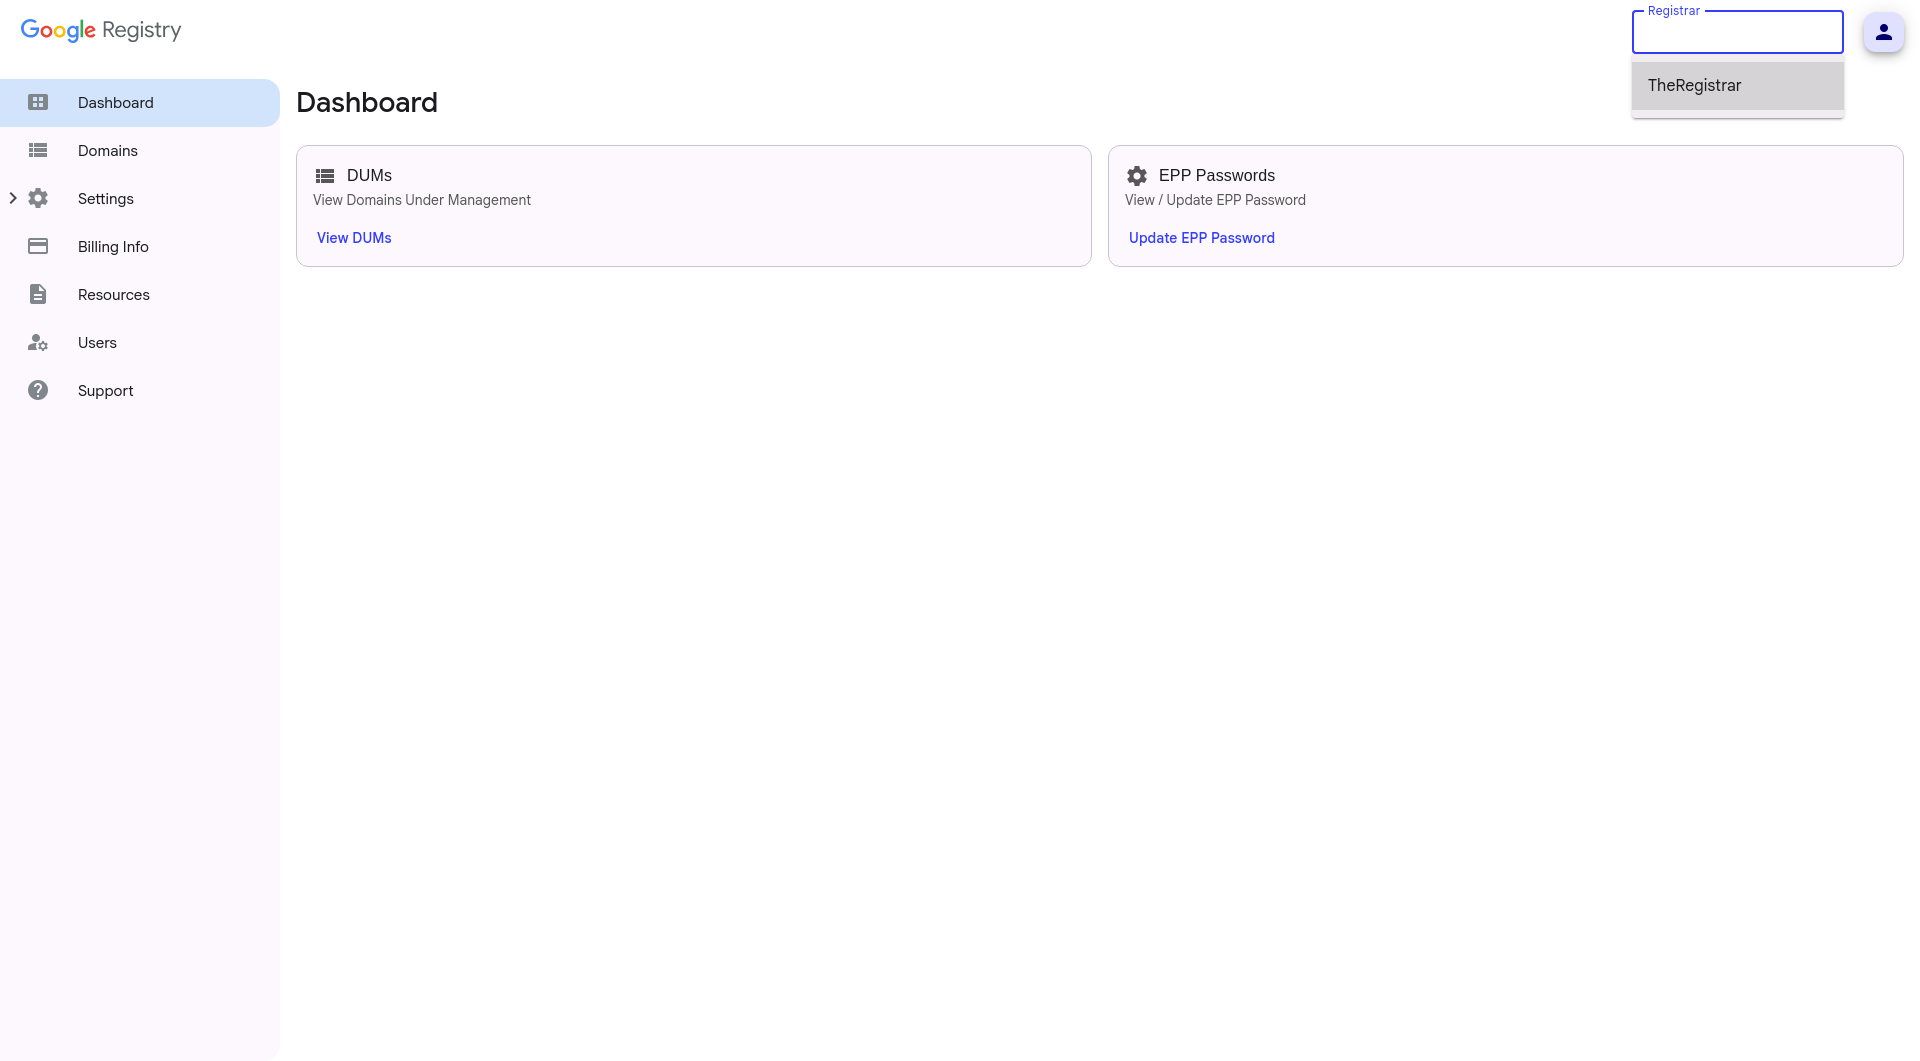 Google Registry
Registrar
TheRegistrar
Dashboard
Domains
Settings
Billing Info
Resources
Users
Support
Dashboard
DUMs
View Domains Under Management
View DUMs
EPP Passwords
View / Update EPP Password
Update EPP Password